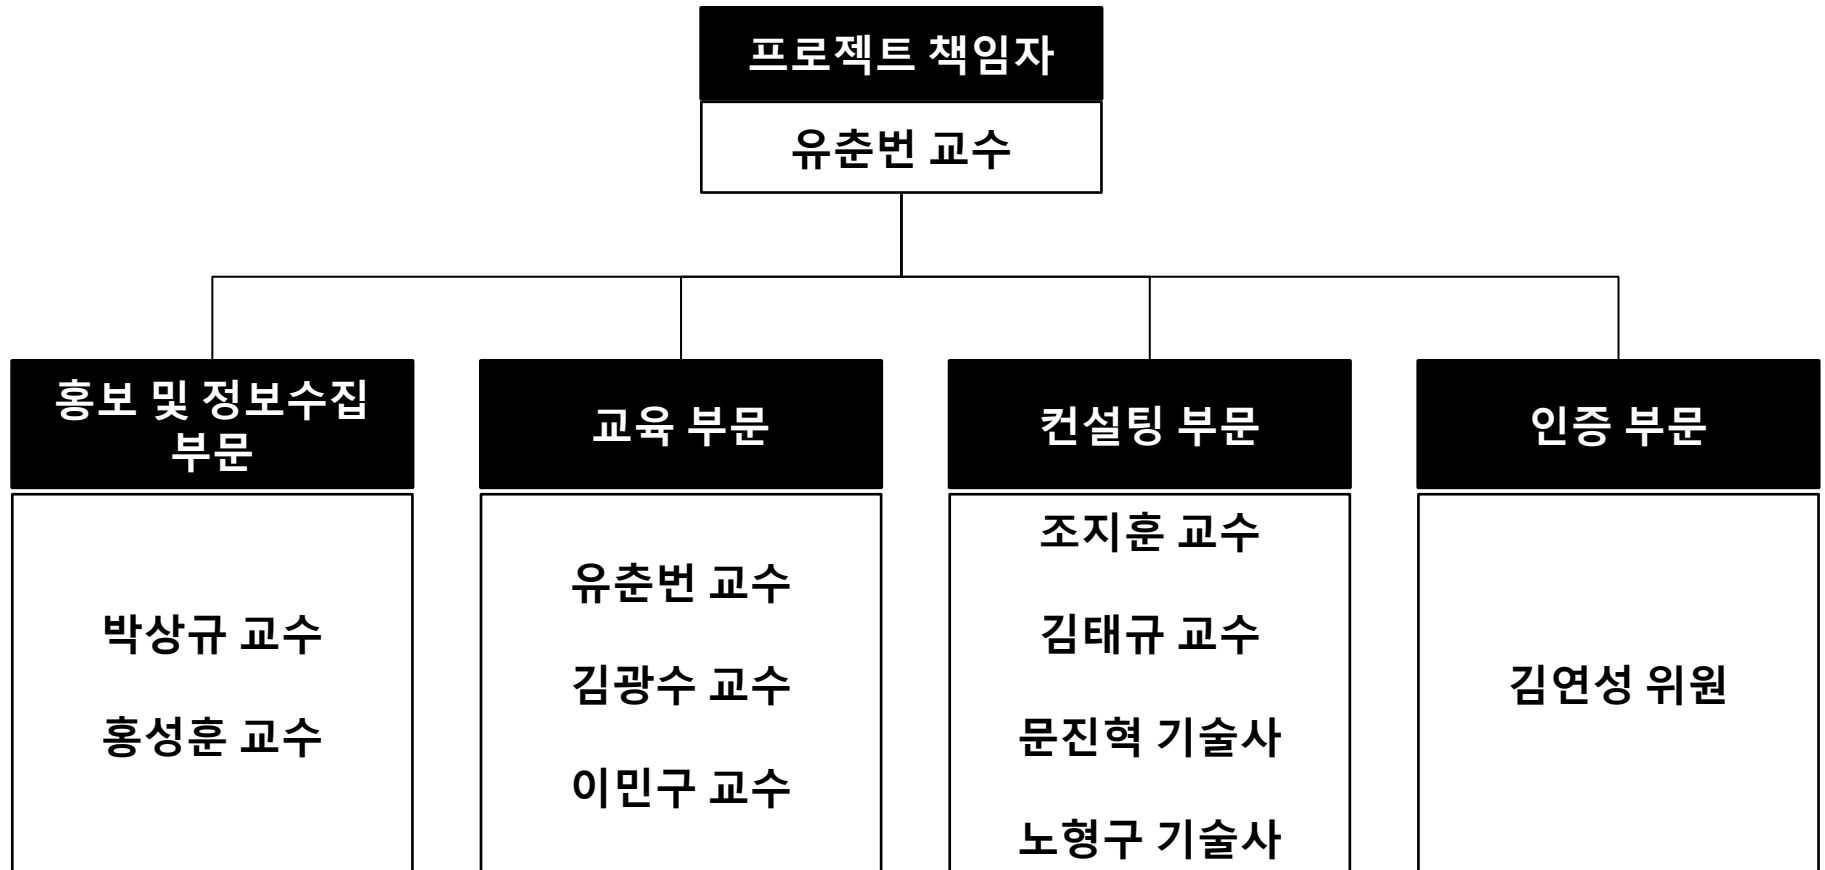 프로젝트 책임자
유춘번 교수
홍보 및 정보수집
부문
박상규 교수
홍성훈 교수
교육 부문
유춘번 교수
김광수 교수
이민구 교수
컨설팅 부문
조지훈 교수
김태규 교수
문진혁 기술사
노형구 기술사
인증 부문
김연성 위원